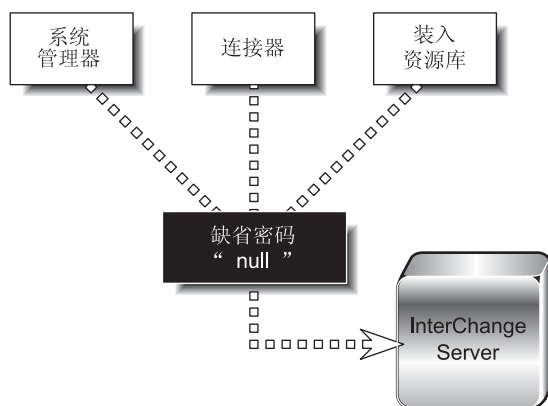 系统
管理器
连接器
装入
资源库
缺省密码
“ null ”
InterChange
Server